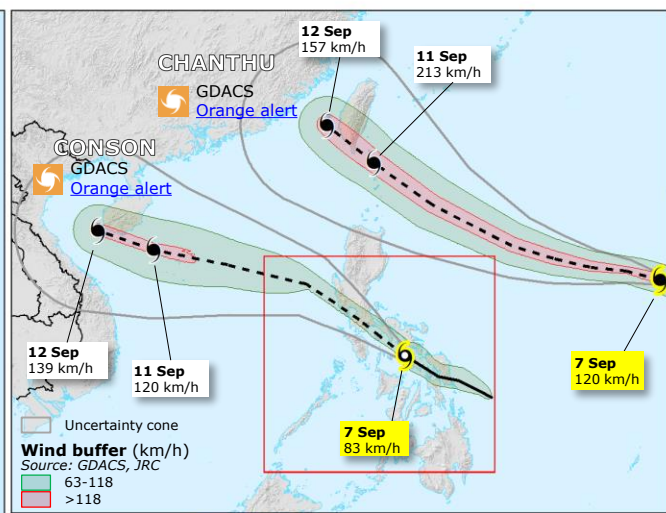 12 Sep
157 km/h
11 Sep
213 km/h
CHANTHU
GDACS
Orange alert
CONSON
GDACS
Orange alert
12 Sep
139 km/h
11 Sep
120 km/h
7 Sep
120 km/h
7 Sep
83 km/h
Uncertainty cone
Wind buffer (km/h)
Source: GDACS, JRC
63-118
>118